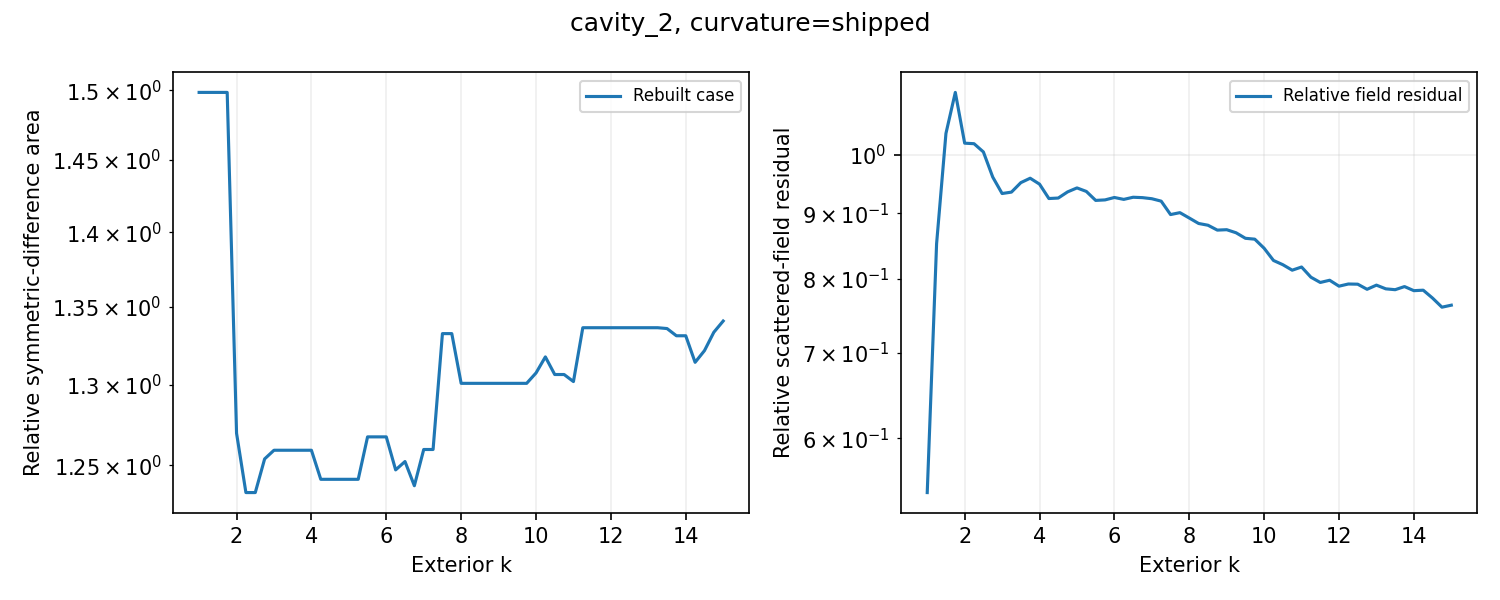 cavity_2, curvature=shipped
Relative symmetric-difference area
1.5 × 10⁰
1.45 × 10⁰
1.4 × 10⁰
1.35 × 10⁰
1.3 × 10⁰
1.25 × 10⁰
Rebuilt case
2 4 6 8 10 12 14
Exterior k
Relative scattered-field residual
10⁰
9 × 10⁻¹
8 × 10⁻¹
7 × 10⁻¹
6 × 10⁻¹
Relative field residual
2 4 6 8 10 12 14
Exterior k